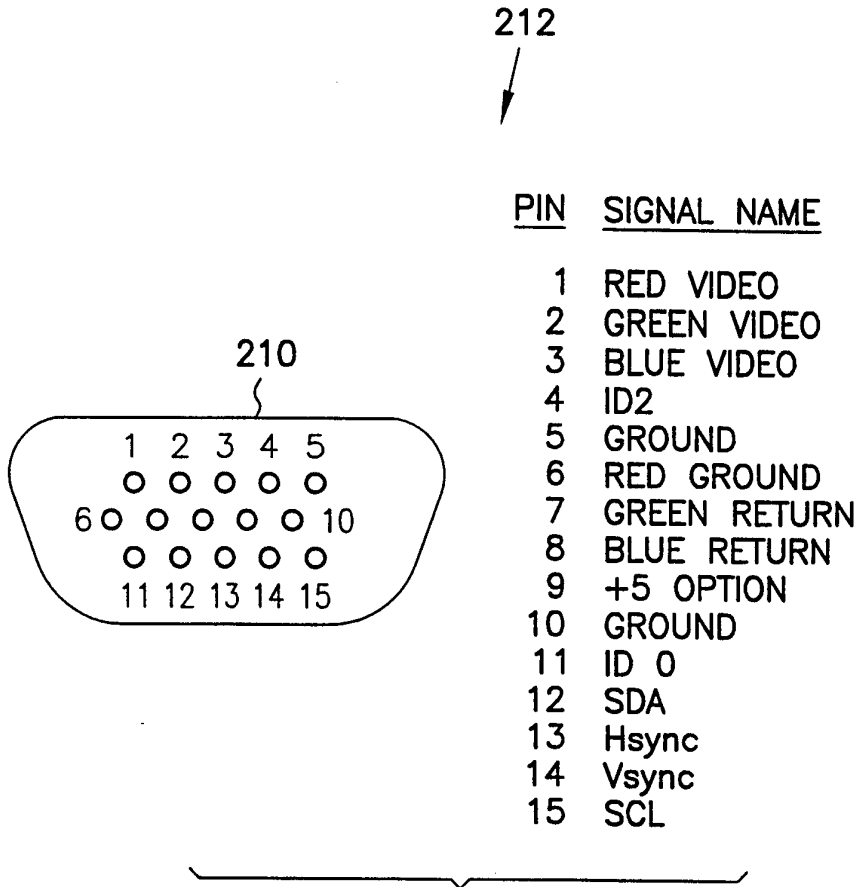 212
PIN SIGNAL NAME
1 RED VIDEO
2 GREEN VIDEO
3 BLUE VIDEO
4 ID2
5 GROUND
6 RED GROUND
7 GREEN RETURN
8 BLUE RETURN
9 +5 OPTION
10 GROUND
11 ID 0
12 SDA
13 Hsync
14 Vsync
15 SCL
210
1 2 3 4 5
6 10
11 12 13 14 15